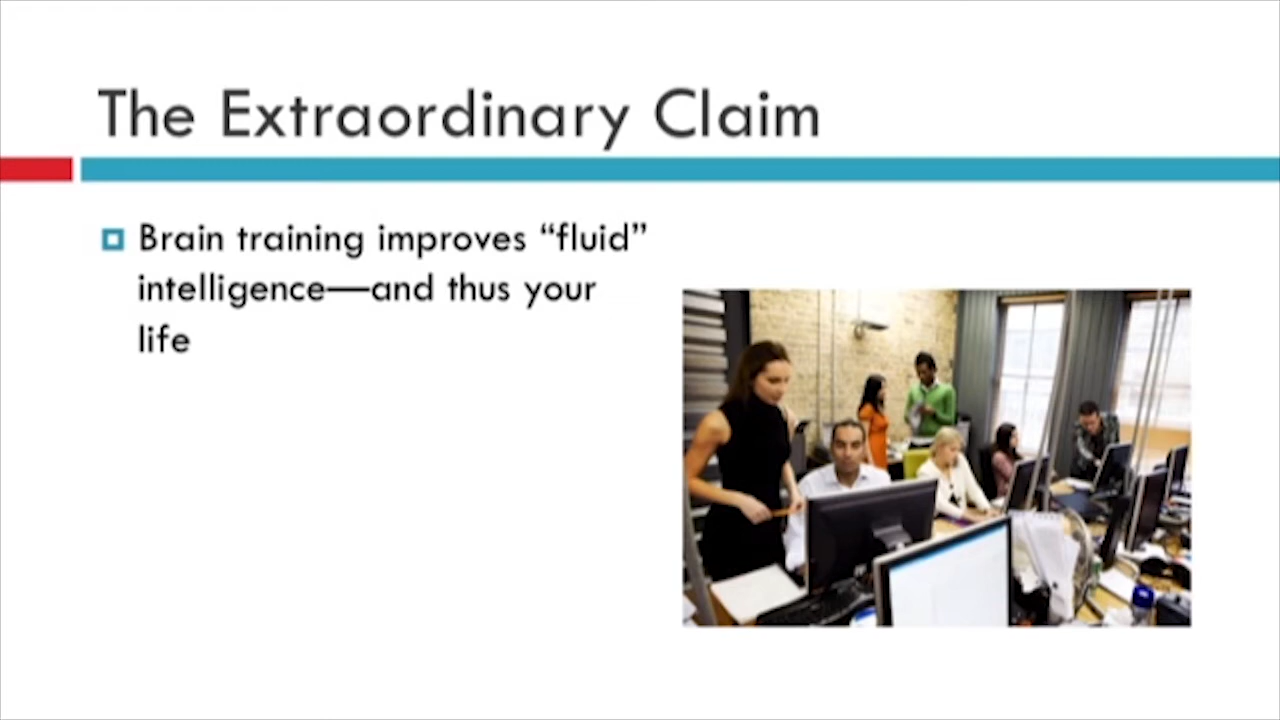 The Extraordinary Claim
Brain training improves “fluid”
intelligence—and thus your
life